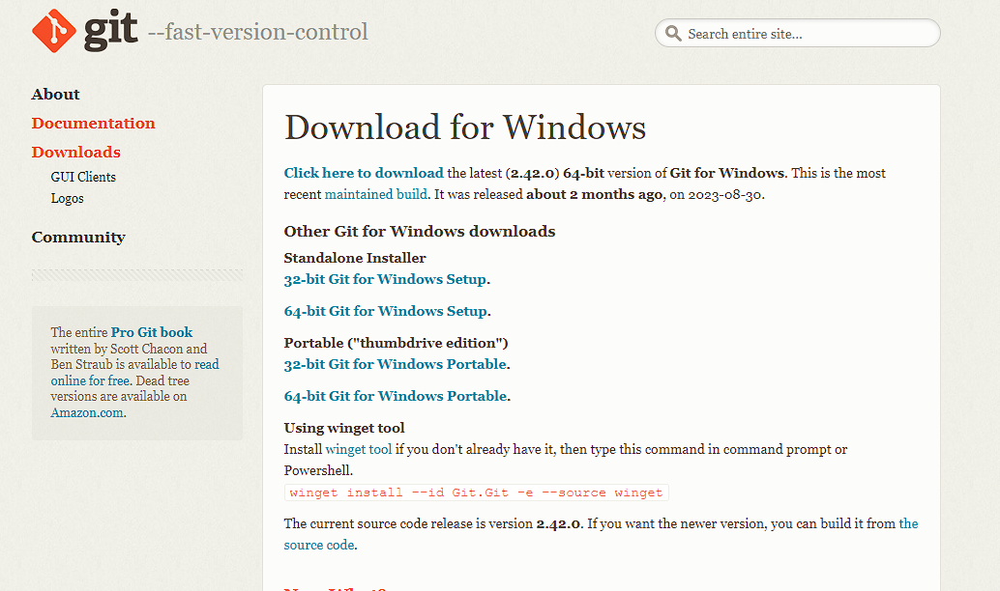 git --fast-version-control
Search entire site...
About
Documentation
Downloads
GUI Clients
Logos
Community
The entire Pro Git book
written by Scott Chacon and
Ben Straub is available to read
online for free. Dead tree
versions are available on
Amazon.com.
Download for Windows
Click here to download the latest (2.42.0) 64-bit version of Git for Windows. This is the most
recent maintained build. It was released about 2 months ago, on 2023-08-30.
Other Git for Windows downloads
Standalone Installer
32-bit Git for Windows Setup.
64-bit Git for Windows Setup.
Portable ("thumbdrive edition")
32-bit Git for Windows Portable.
64-bit Git for Windows Portable.
Using winget tool
Install winget tool if you don't already have it, then type this command in command prompt or
Powershell.
winget install --id Git.Git -e --source winget
The current source code release is version 2.42.0. If you want the newer version, you can build it from the
source code.